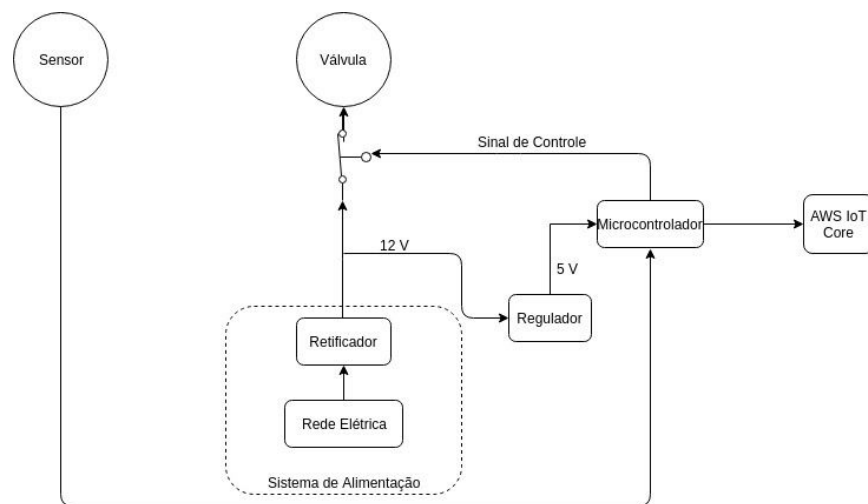 Sensor
Válvula
Sinal de Controle
Microcontrolador
AWS IoT
Core
12 V
5 V
Regulador
Retificador
Rede Elétrica
Sistema de Alimentação